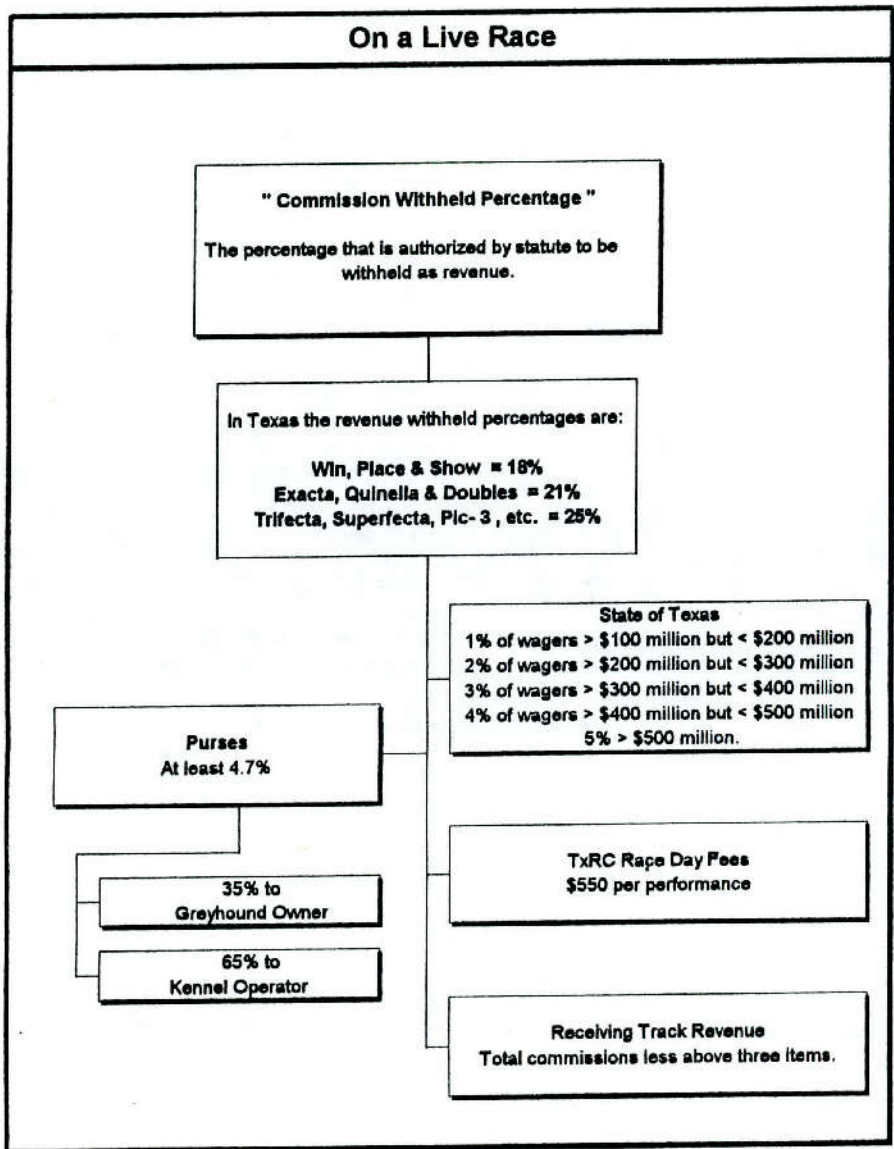 On a Live Race
" Commission Withheld Percentage "
The percentage that is authorized by statute to be
withheld as revenue.
In Texas the revenue withheld percentages are:
Win, Place & Show = 18%
Exacta, Quinella & Doubles = 21%
Trifecta, Superfecta, Pic- 3 , etc. = 25%
State of Texas
1% of wagers > $100 million but < $200 million
2% of wagers > $200 million but < $300 million
3% of wagers > $300 million but < $400 million
4% of wagers > $400 million but < $500 million
5% > $500 million.
Purses
At least 4.7%
35% to
Greyhound Owner
65% to
Kennel Operator
TxRC Race Day Fees
$550 per performance
Receiving Track Revenue
Total commissions less above three items.